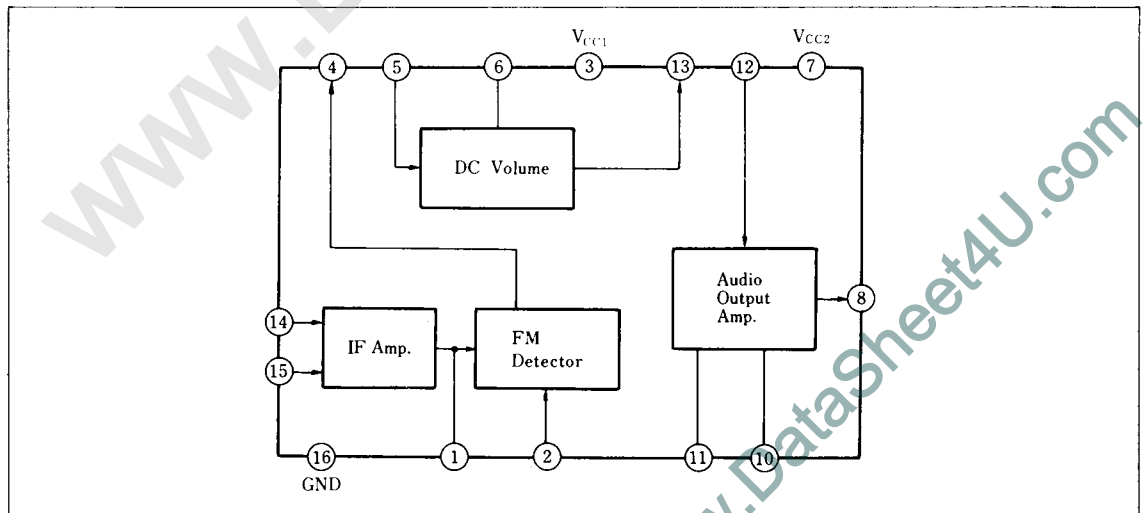 www.D
VCC1
VCC2
4
5
6
3
13
12
7
DC Volume
Audio
Output
Amp.
8
14
15
IF Amp.
FM
Detector
16
1
2
11
10
GND
w.DataSheet4U.com